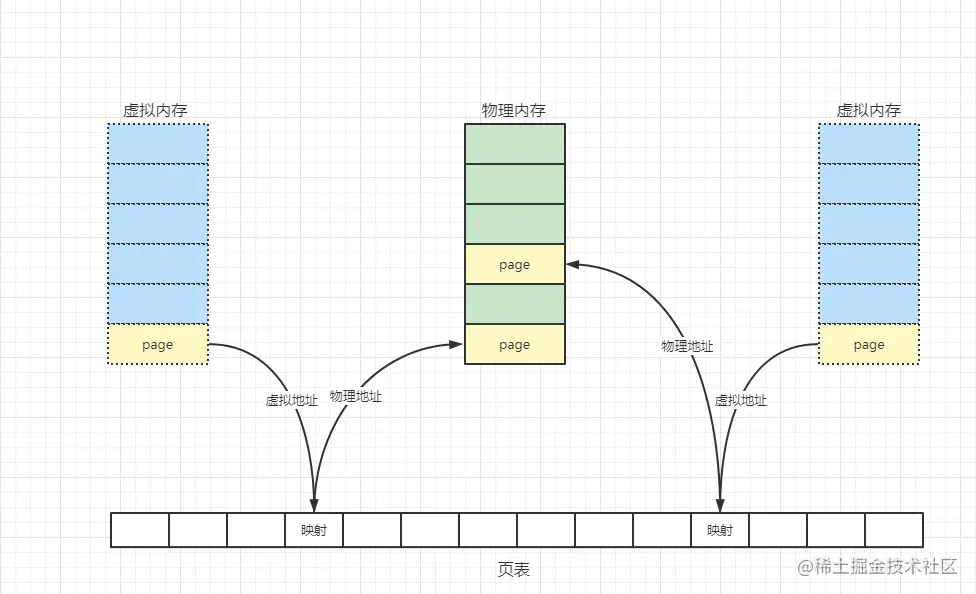 虚拟内存
物理内存
虚拟内存
page
page
page
page
物理地址
虚拟地址
物理地址
虚拟地址
映射
映射
页表
@稀土掘金技术社区